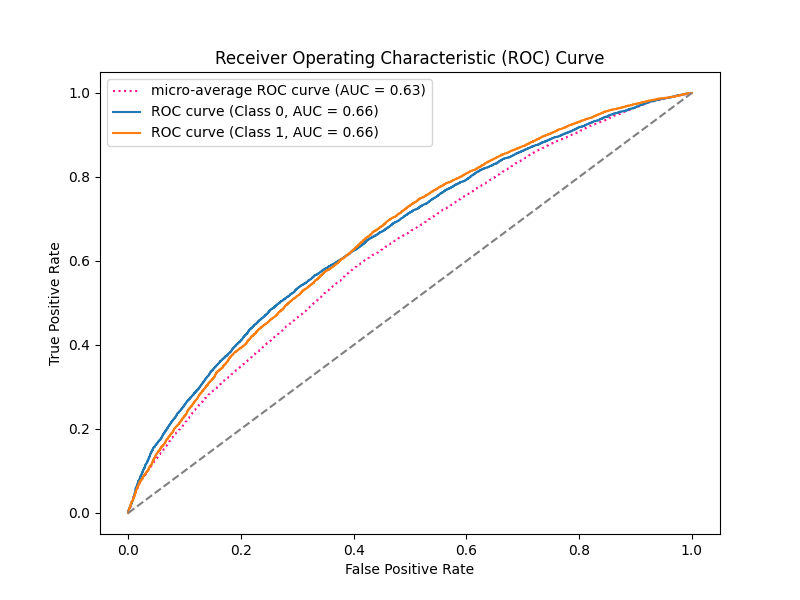 Receiver Operating Characteristic (ROC) Curve
micro-average ROC curve (AUC = 0.63)
ROC curve (Class 0, AUC = 0.66)
ROC curve (Class 1, AUC = 0.66)
True Positive Rate
1.0
0.8
0.6
0.4
0.2
0.0
0.0 0.2 0.4 0.6 0.8 1.0
False Positive Rate